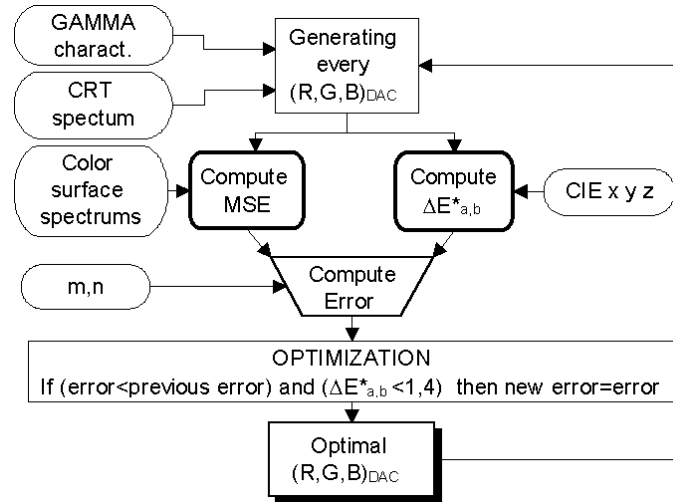 GAMMA
charact.
Generating
every
(R,G,B)DAC
CRT
spectum
Color
surface
spectrums
Compute
MSE
Compute
ΔE*a,b
CIE x y z
m,n
Compute
Error
OPTIMIZATION
If (error<previous error) and (ΔE*a,b <1,4) then new error=error
Optimal
(R,G,B)DAC